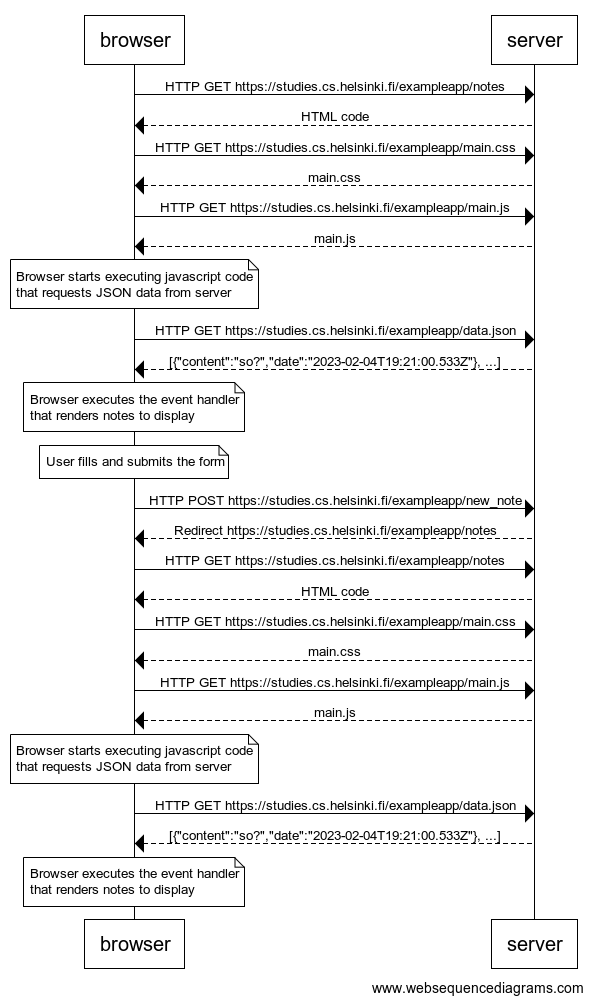 browser
server
HTTP GET https://studies.cs.helsinki.fi/exampleapp/notes
HTML code
HTTP GET https://studies.cs.helsinki.fi/exampleapp/main.css
main.css
HTTP GET https://studies.cs.helsinki.fi/exampleapp/main.js
main.js
Browser starts executing javascript code
that requests JSON data from server
HTTP GET https://studies.cs.helsinki.fi/exampleapp/data.json
[{"content":"so?","date":"2023-02-04T19:21:00.533Z"}, ...]
Browser executes the event handler
that renders notes to display
User fills and submits the form
HTTP POST https://studies.cs.helsinki.fi/exampleapp/new_note
Redirect https://studies.cs.helsinki.fi/exampleapp/notes
HTTP GET https://studies.cs.helsinki.fi/exampleapp/notes
HTML code
HTTP GET https://studies.cs.helsinki.fi/exampleapp/main.css
main.css
HTTP GET https://studies.cs.helsinki.fi/exampleapp/main.js
main.js
Browser starts executing javascript code
that requests JSON data from server
HTTP GET https://studies.cs.helsinki.fi/exampleapp/data.json
[{"content":"so?","date":"2023-02-04T19:21:00.533Z"}, ...]
Browser executes the event handler
that renders notes to display
browser
server
www.websequencediagrams.com